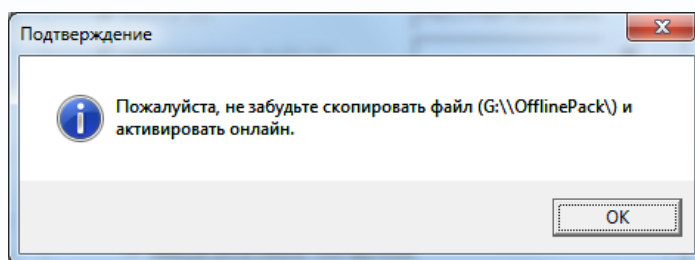 Подтверждение
Пожалуйста, не забудьте скопировать файл (G:\\OfflinePack\) и
активировать онлайн.
OK